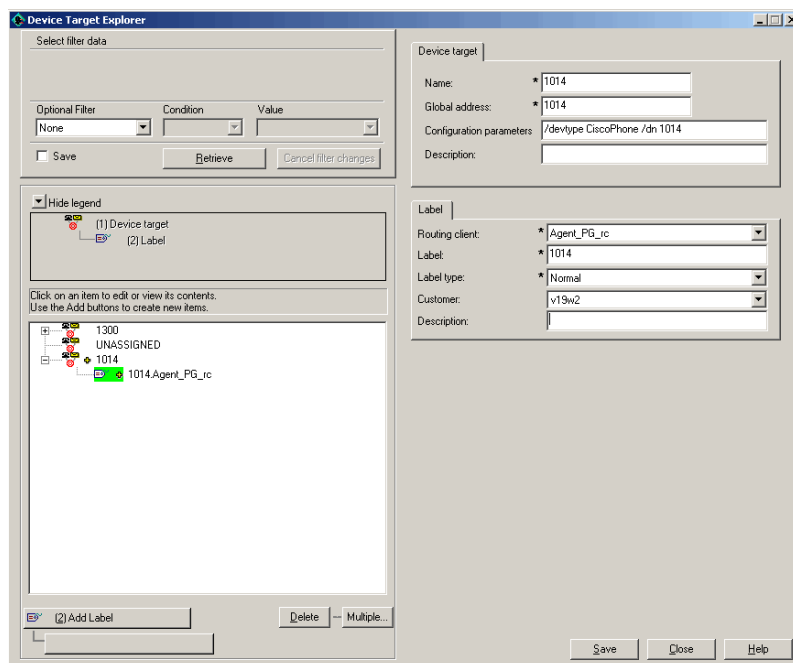 Device Target Explorer
Select filter data
Optional Filter Condition Value
None
Save Retrieve Cancel filter changes
Hide legend
(1) Device target
(2) Label
Click on an item to edit or view its contents.
Use the Add buttons to create new items.
1300
UNASSIGNED
1014
1014.Agent_PG_rc
(2) Add Label Delete Multiple...
Device target
Name: * 1014
Global address: * 1014
Configuration parameters /devtype CiscoPhone /dn 1014
Description:
Label
Routing client: * Agent_PG_rc
Label: * 1014
Label type: * Normal
Customer: v19w2
Description:
Save Close Help